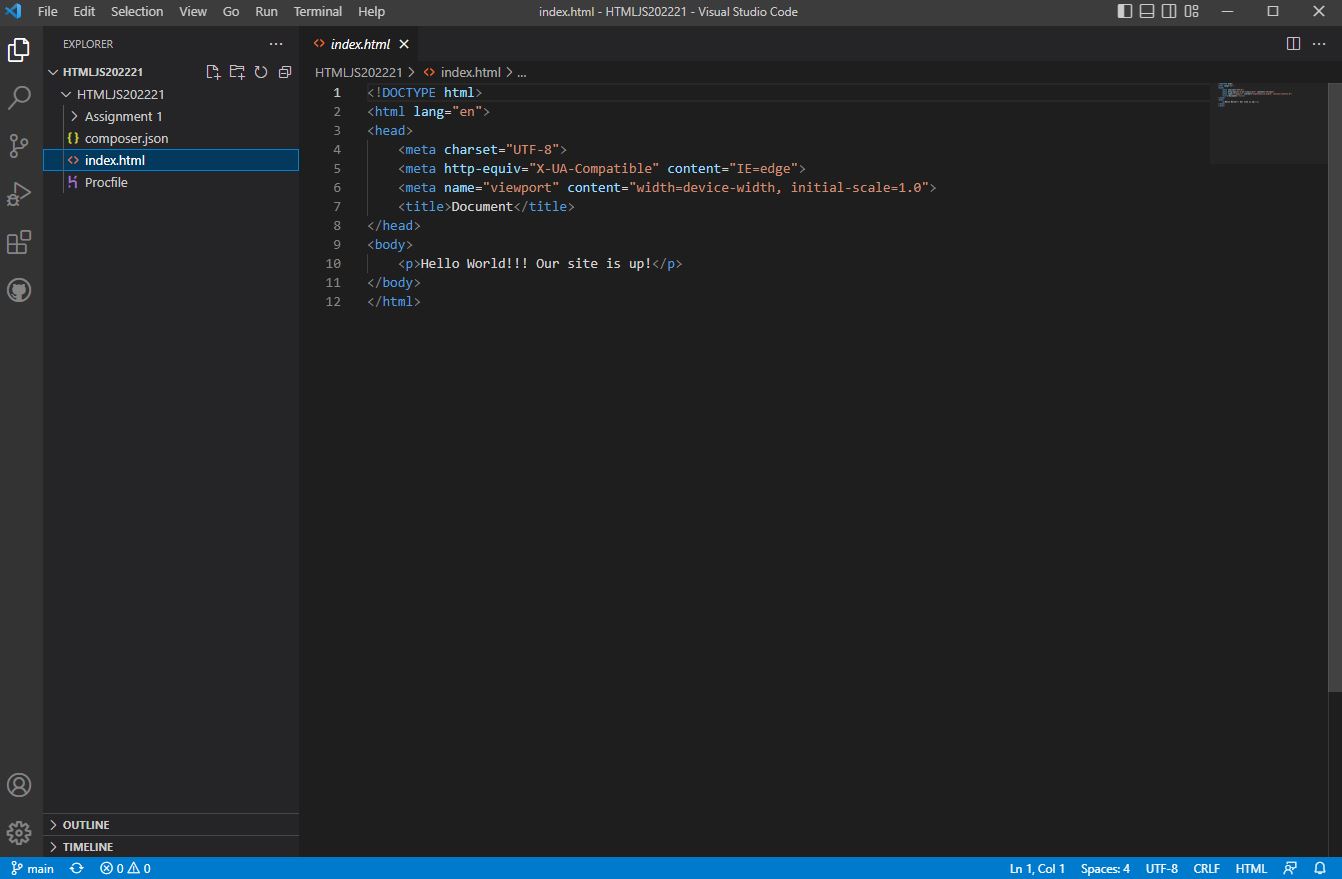 File Edit Selection View Go Run Terminal Help index.html - HTMLJS202221 - Visual Studio Code
EXPLORER
HTMLJS202221
HTMLJS202221
Assignment 1
{} composer.json
<> index.html
Procfile
OUTLINE
TIMELINE
<> index.html
HTMLJS202221 > <> index.html > ...
1 <!DOCTYPE html>
2 <html lang="en">
3 <head>
4 <meta charset="UTF-8">
5 <meta http-equiv="X-UA-Compatible" content="IE=edge">
6 <meta name="viewport" content="width=device-width, initial-scale=1.0">
7 <title>Document</title>
8 </head>
9 <body>
10 <p>Hello World!!! Our site is up!</p>
11 </body>
12 </html>
main 0 0 Ln 1, Col 1 Spaces: 4 UTF-8 CRLF HTML